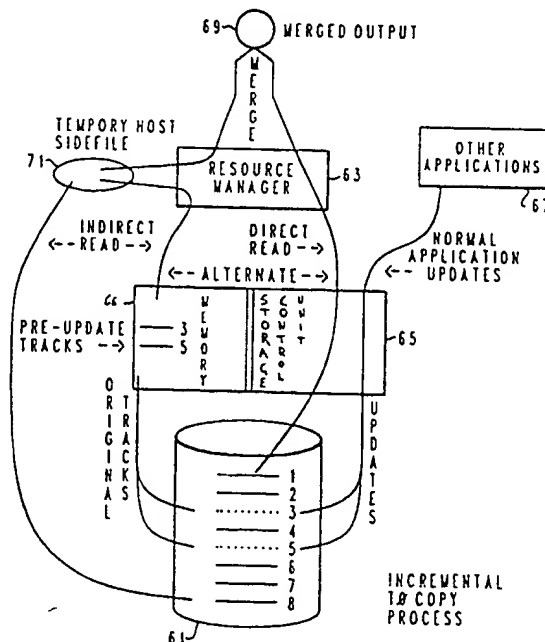 69
MERGED OUTPUT
MERGE
TEMPORY HOST
SIDEFILE
71
RESOURCE
MANAGER
63
OTHER
APPLICATIONS
67
INDIRECT
<-- READ -->
DIRECT
READ-->
NORMAL
APPLICATION
<-- UPDATES
<-- ALTERNATE -->
66
PRE-UPDATE
TRACKS -->
3
5
MEMORY
STORAGE
CONTROL
UNIT
65
ORIGINAL
TRACKS
UPDATES
1
2
3
4
5
6
7
8
61
INCREMENTAL
TØ COPY
PROCESS